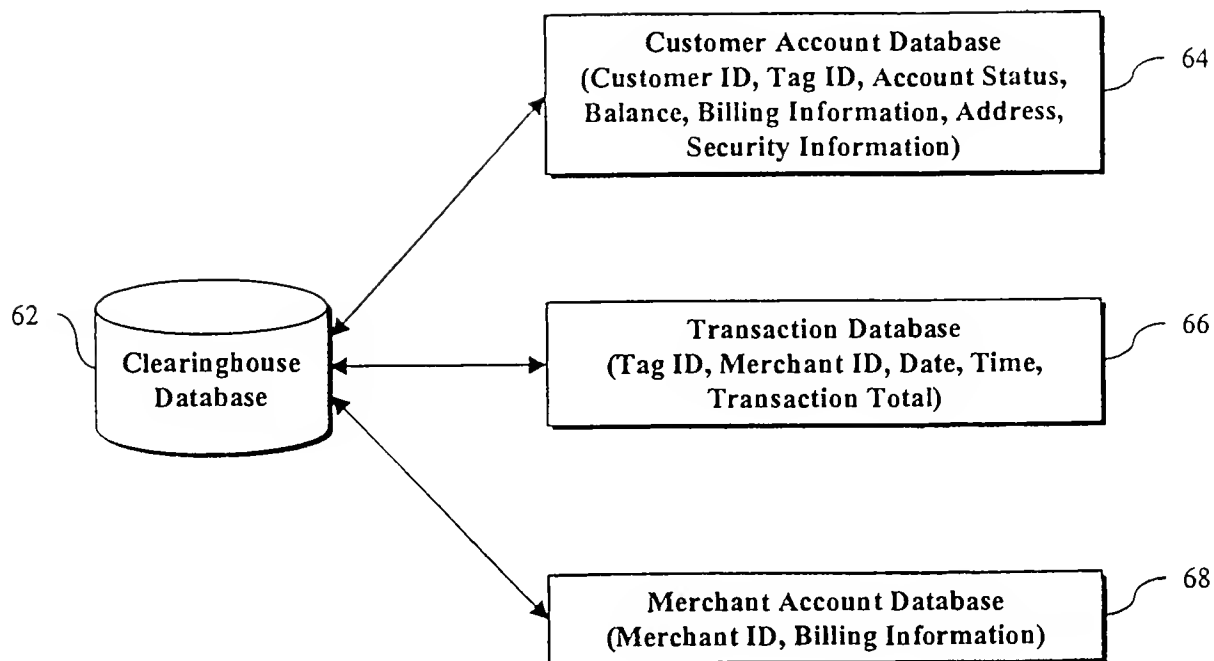 Customer Account Database
(Customer ID, Tag ID, Account Status,
Balance, Billing Information, Address,
Security Information)
64
62
Clearinghouse
Database
Transaction Database
(Tag ID, Merchant ID, Date, Time,
Transaction Total)
66
Merchant Account Database
(Merchant ID, Billing Information)
68